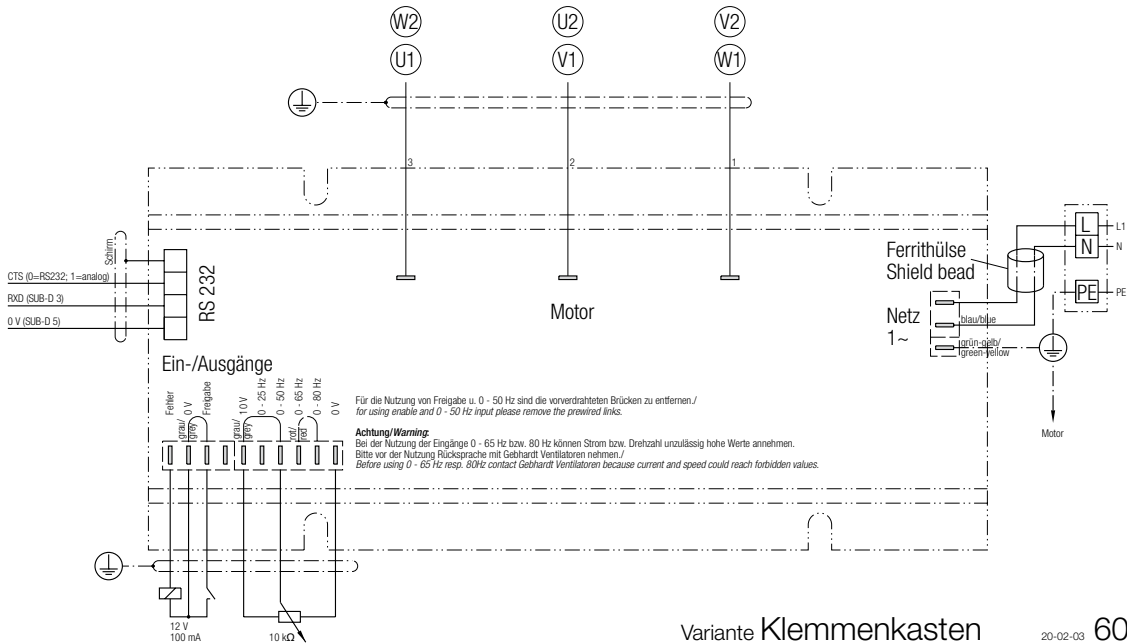 W2
U2
V2
U1
V1
W1
3
2
1
Schirm
CTS (0=RS232; 1=analog)
RXD (SUB-D 3)
0 V (SUB-D 5)
RS 232
Motor
Ferrithülse
Shield bead
Netz
1~
blau/blue
grün-gelb/
green-yellow
L
L1
N
N
PE
PE
Motor
Ein-/Ausgänge
Fehler
0 V
grau/
grey
Freigabe
grau/
grey
10 V
0 - 25 Hz
0 - 50 Hz
0 - 65 Hz
rot/
red
0 - 80 Hz
0 V
Für die Nutzung von Freigabe u. 0 - 50 Hz sind die vorverdrahteten Brücken zu entfernen./
for using enable and 0 - 50 Hz input please remove the prewired links.
Achtung/Warning:
Bei der Nutzung der Eingänge 0 - 65 Hz bzw. 80 Hz können Strom bzw. Drehzahl unzulässig hohe Werte annehmen.
Bitte vor der Nutzung Rücksprache mit Gebhardt Ventilatoren nehmen./
Before using 0 - 65 Hz resp. 80Hz contact Gebhardt Ventilatoren because current and speed could reach forbidden values.
12 V
100 mA
10 kΩ
Variante Klemmenkasten
20-02-03 60